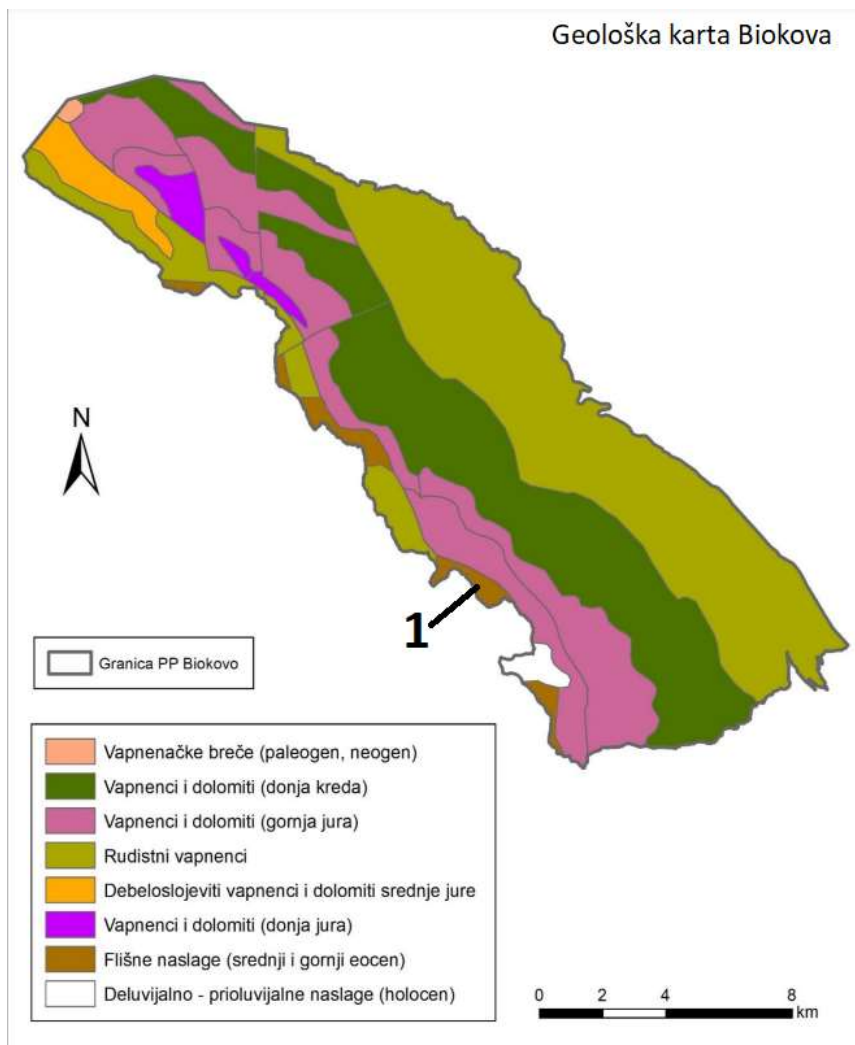 Geološka karta Biokova
N
1
Granica PP Biokovo
Vapnenačke breče (paleogen, neogen)
Vapnenci i dolomiti (donja kreda)
Vapnenci i dolomiti (gornja jura)
Rudistni vapnenci
Debeloslojeviti vapnenci i dolomiti srednje jure
Vapnenci i dolomiti (donja jura)
Flišne naslage (srednji i gornji eocen)
Deluvijalno - prioluvijalne naslage (holocen)
0 2 4 8
km